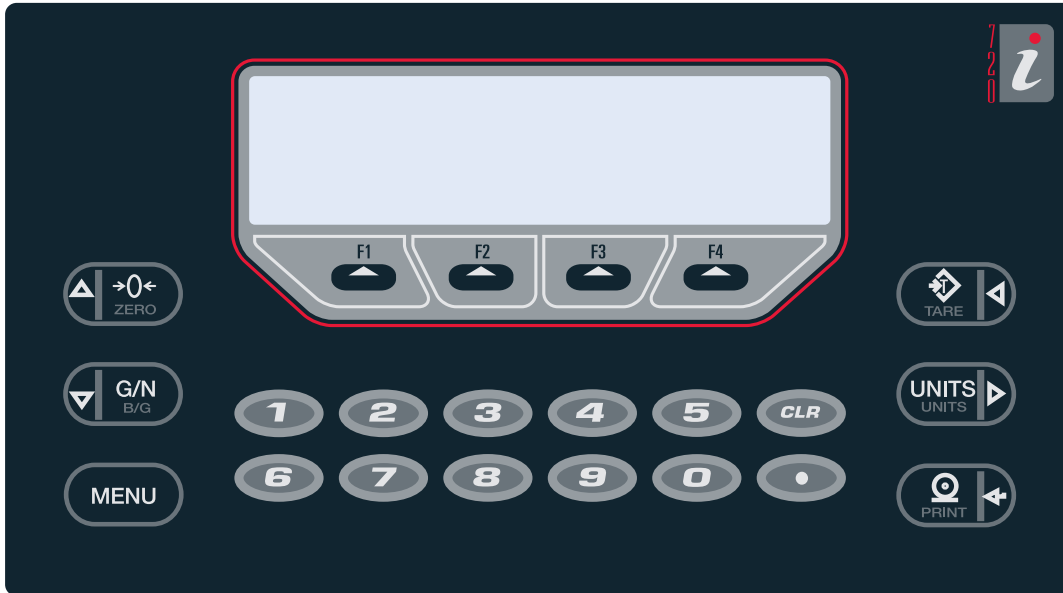 720
i
F1 F2 F3 F4
→0←
ZERO
T
TARE
G/N
B/G
UNITS
UNITS
1 2 3 4 5 CLR
6 7 8 9 0 .
MENU
PRINT